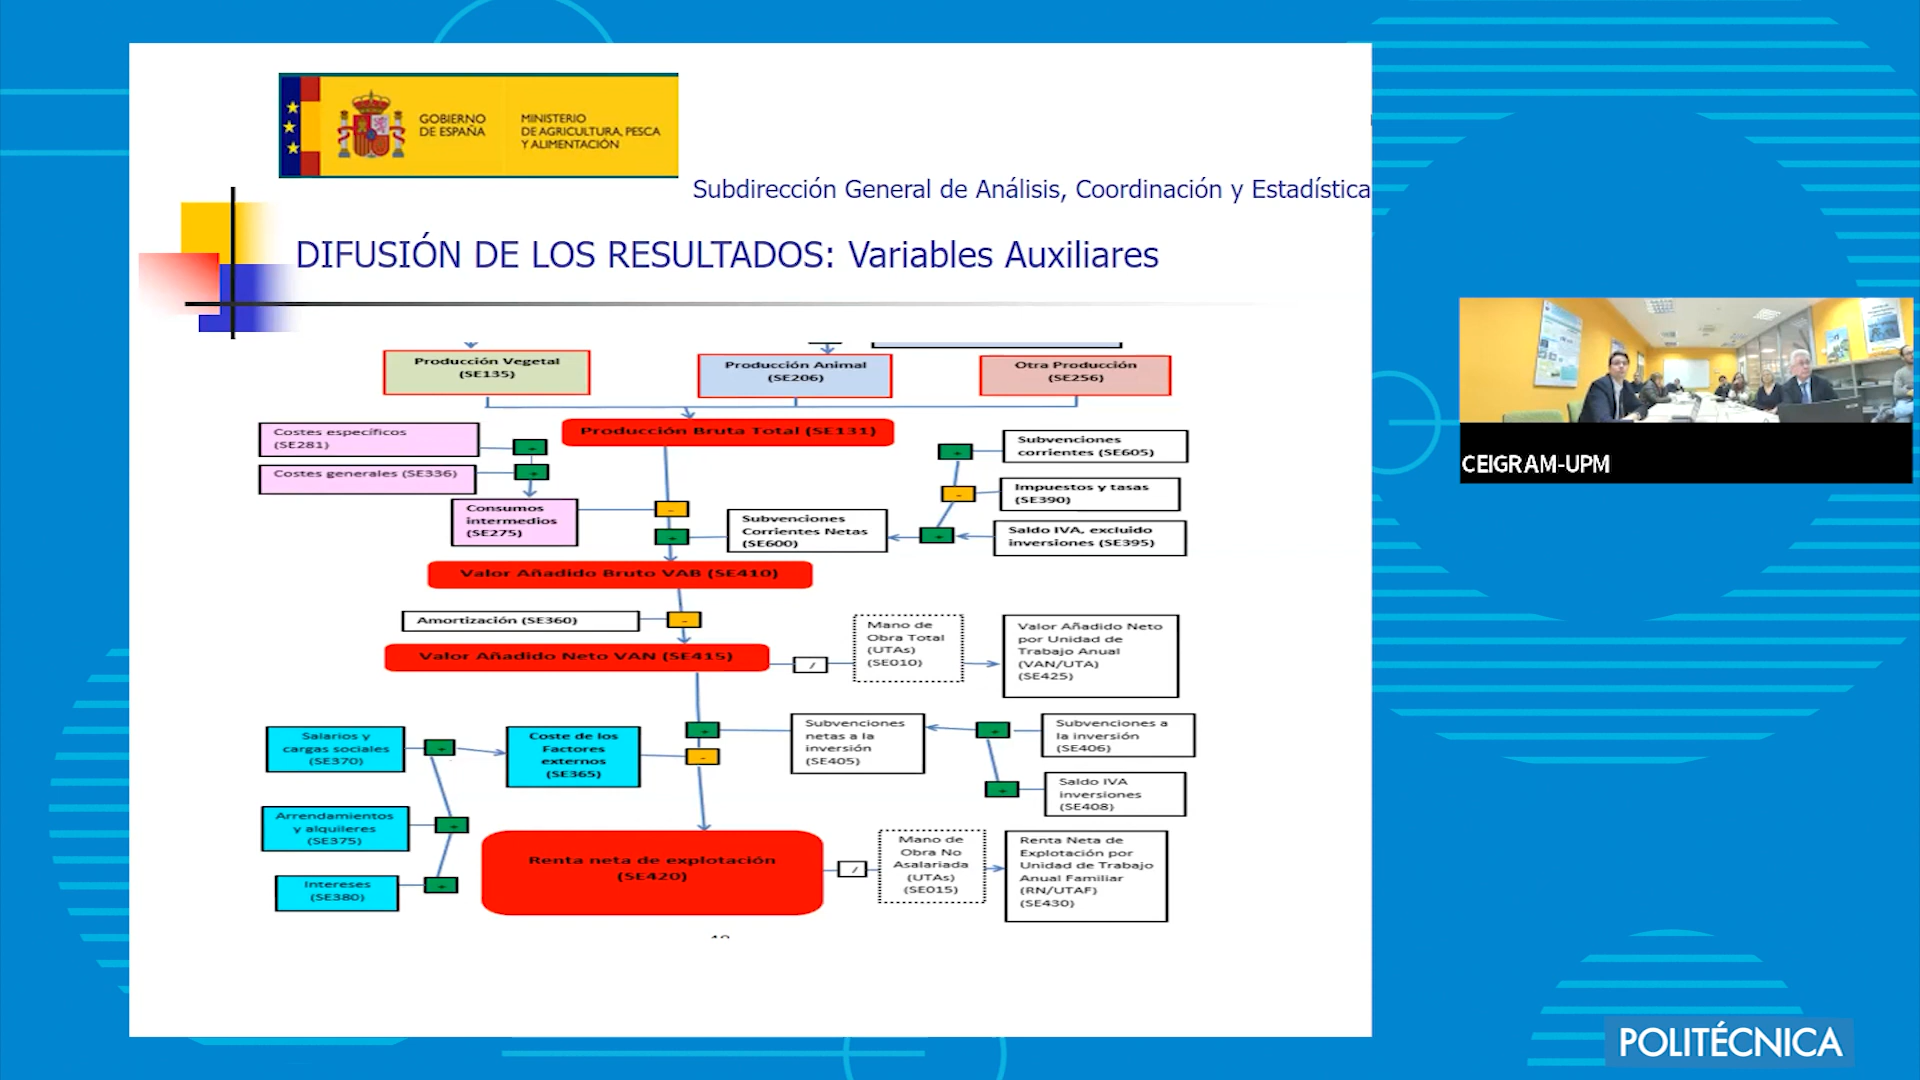 GOBIERNO
DE ESPAÑA
MINISTERIO
DE AGRICULTURA, PESCA
Y ALIMENTACIÓN
Subdirección General de Análisis, Coordinación y Estadística
DIFUSIÓN DE LOS RESULTADOS: Variables Auxiliares
Producción Vegetal
(SE135)
Producción Animal
(SE206)
Otra Producción
(SE256)
Producción Bruta Total (SE131)
Costes específicos
(SE281)
+
Costes generales (SE336)
+
Consumos
intermedios
(SE275)
-
+
Subvenciones
Corrientes Netas
(SE600)
+
Subvenciones
corrientes (SE605)
-
Impuestos y tasas
(SE390)
+
Saldo IVA, excluido
inversiones (SE395)
Valor Añadido Bruto VAB (SE410)
Amortización (SE360)
-
Valor Añadido Neto VAN (SE415)
/
Mano de
Obra Total
(UTAs)
(SE010)
Valor Añadido Neto
por Unidad de
Trabajo Anual
(VAN/UTA)
(SE425)
Salarios y
cargas sociales
(SE370)
+
Coste de los
Factores
externos
(SE365)
+
-
Subvenciones
netas a la
inversión
(SE405)
+
Subvenciones a
la inversión
(SE406)
+
Saldo IVA
inversiones
(SE408)
Arrendamientos
y alquileres
(SE375)
+
Intereses
(SE380)
+
Renta neta de explotación
(SE420)
/
Mano de
Obra No
Asalariada
(UTAs)
(SE015)
Renta Neta de
Explotación por
Unidad de Trabajo
Anual Familiar
(RN/UTAF)
(SE430)
CEIGRAM-UPM
POLITÉCNICA